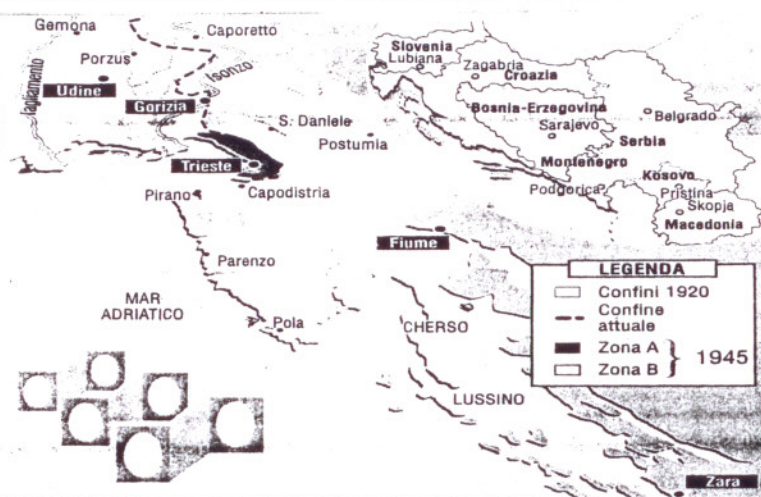 Gemona
Caporetto
Porzus
Tagliamento
Isonzo
Udine
Gorizia
S. Daniele
Postumia
Trieste
Capodistria
Pirano
Parenzo
MAR
ADRIATICO
Pola
Slovenia
Lubiana
Zagabria
Croazia
Bosnia-Erzegovina
Sarajevo
Belgrado
Serbia
Montenegro
Kosovo
Podgorica
Pristina
Skopje
Macedonia
Fiume
CHERSO
LUSSINO
Zara
LEGENDA
Confini 1920
Confine
attuale
Zona A
Zona B
1945